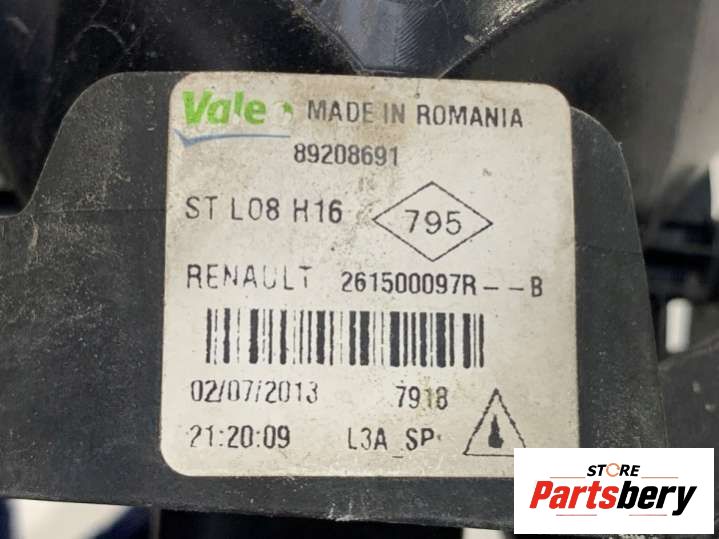 Valeo MADE IN ROMANIA
89208691
ST L08 H16 795
RENAULT 261500097R--B
02/07/2013 7918
21:20:09 L3A_SP
STORE
Partsbery